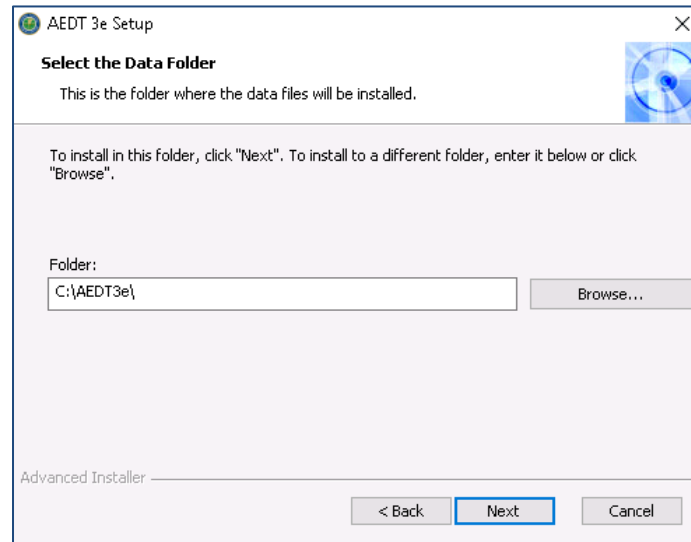 AEDT 3e Setup
Select the Data Folder
This is the folder where the data files will be installed.
To install in this folder, click "Next". To install to a different folder, enter it below or click
"Browse".
Folder:
C:\AEDT3e\
Browse...
Advanced Installer
< Back
Next
Cancel